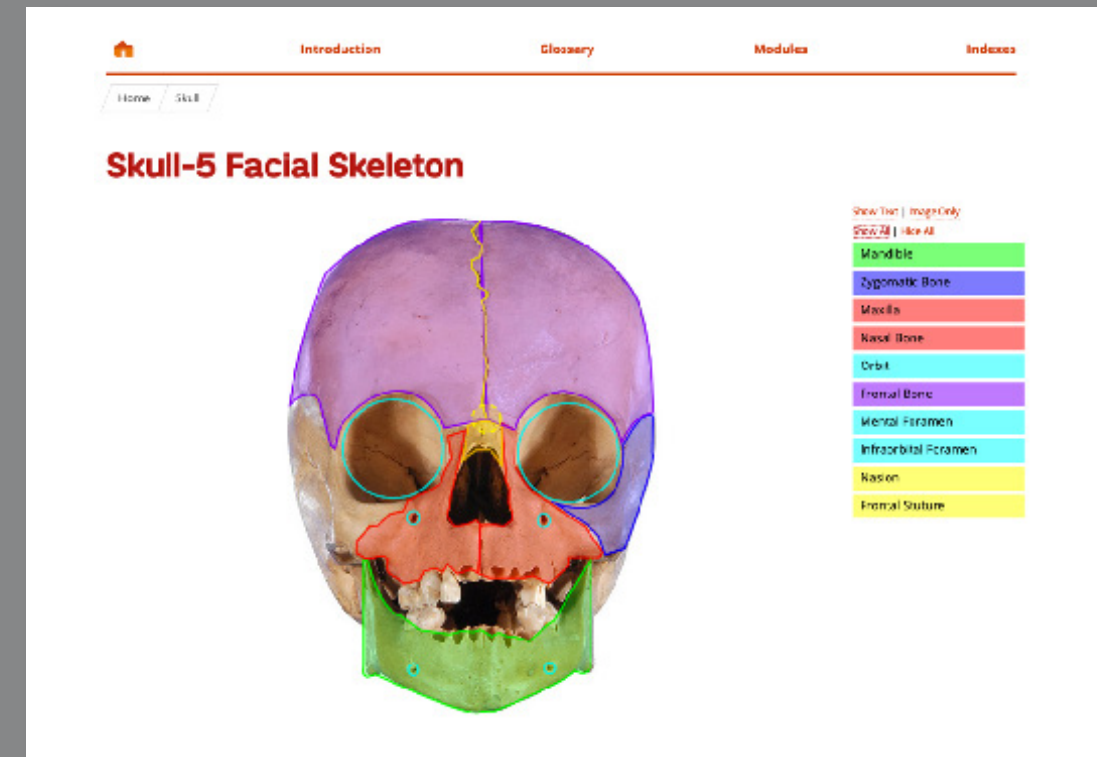 Introduction Glossary Modules Indexes
Home Skull
Skull-5 Facial Skeleton
Show Text | Image Only
Show All | Hide All
Mandible
Zygomatic Bone
Maxilla
Nasal Bone
Orbit
Frontal Bone
Mental Foramen
Infraorbital Foramen
Nasion
Frontal Suture